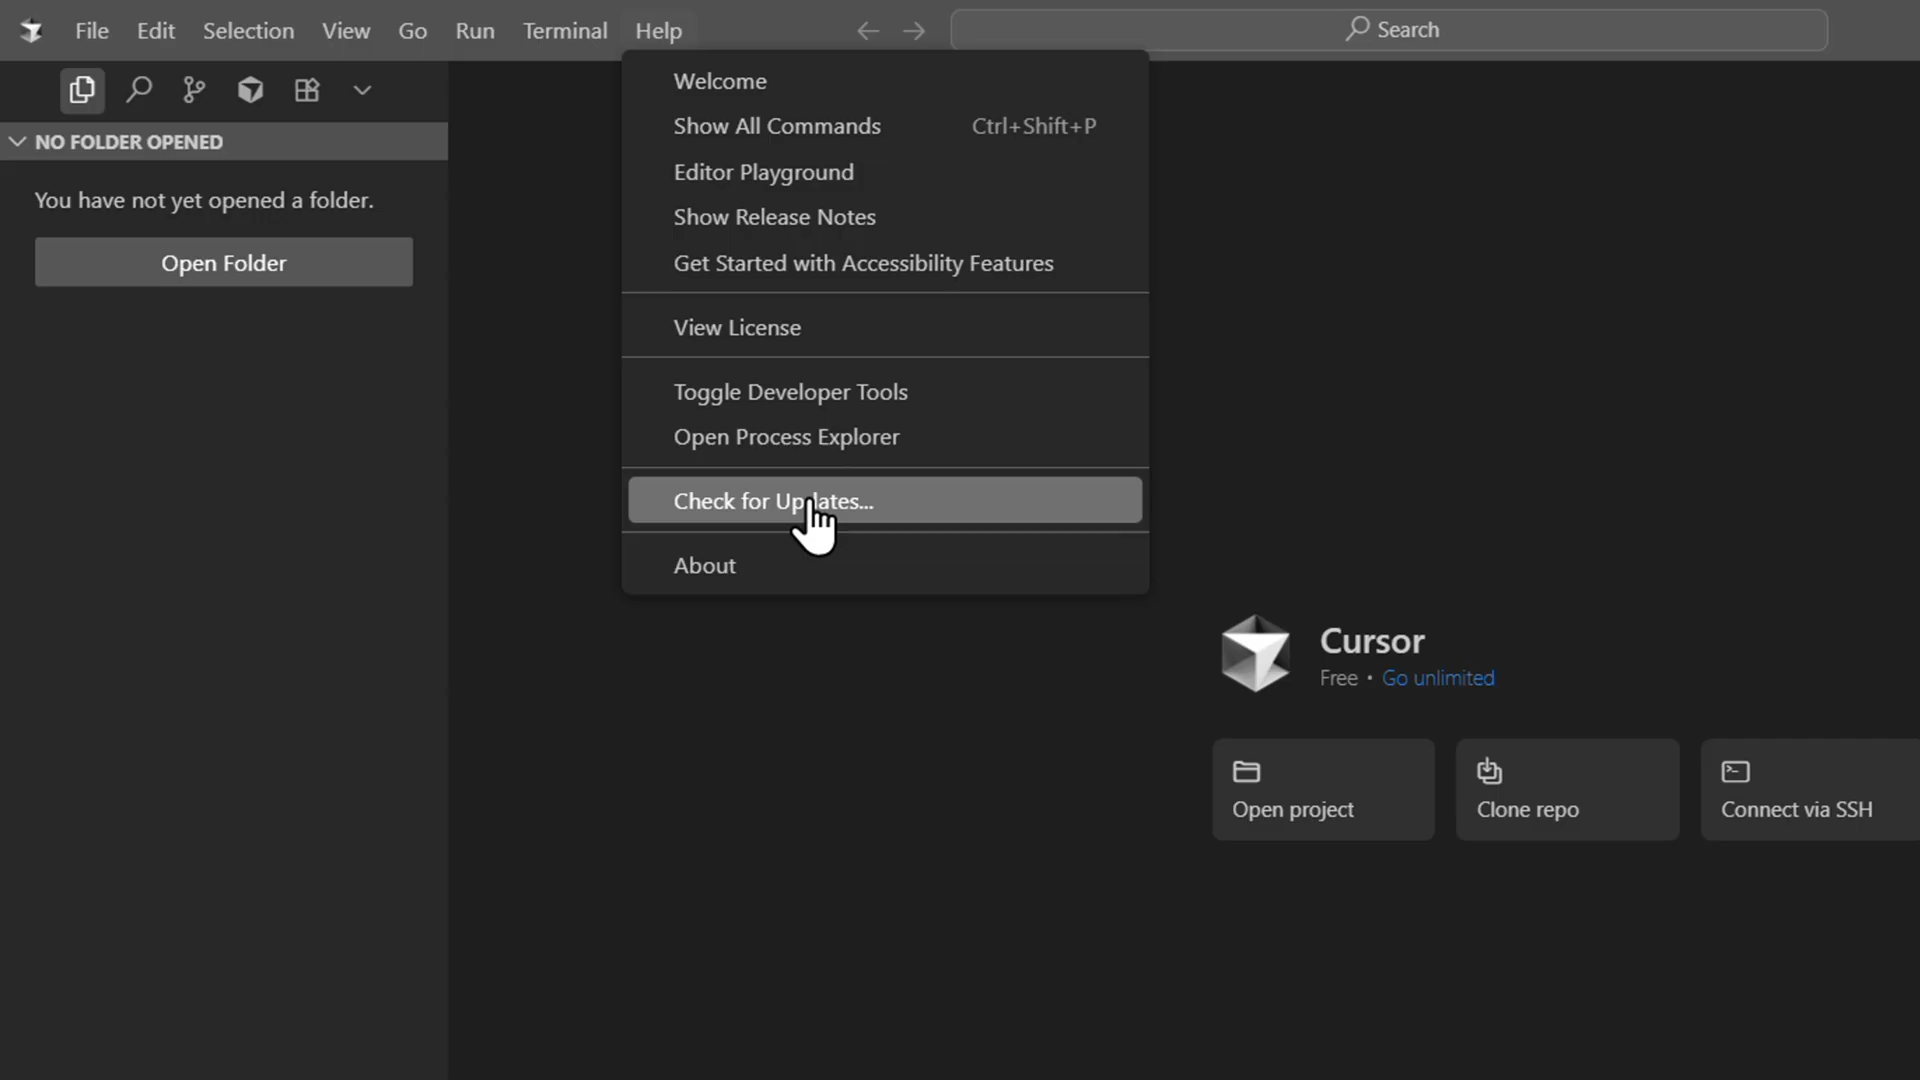 File Edit Selection View Go Run Terminal Help Search
NO FOLDER OPENED
You have not yet opened a folder.
Open Folder
Welcome
Show All Commands Ctrl+Shift+P
Editor Playground
Show Release Notes
Get Started with Accessibility Features
View License
Toggle Developer Tools
Open Process Explorer
Check for Updates...
About
Cursor
Free • Go unlimited
Open project Clone repo Connect via SSH